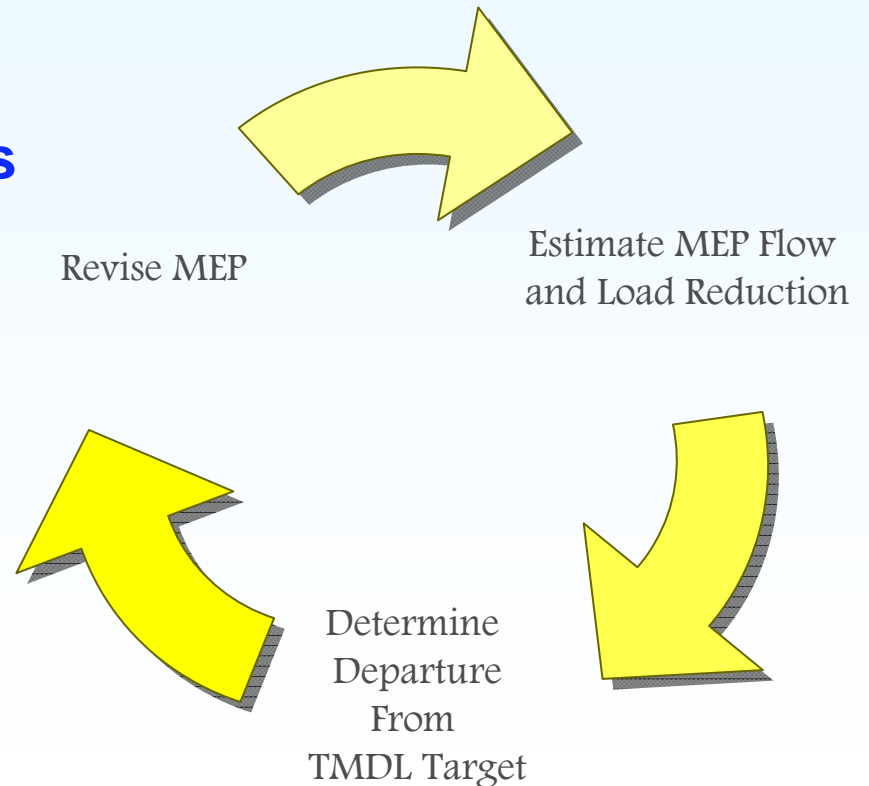 s
Revise MEP
Estimate MEP Flow
and Load Reduction
Determine
Departure
From
TMDL Target